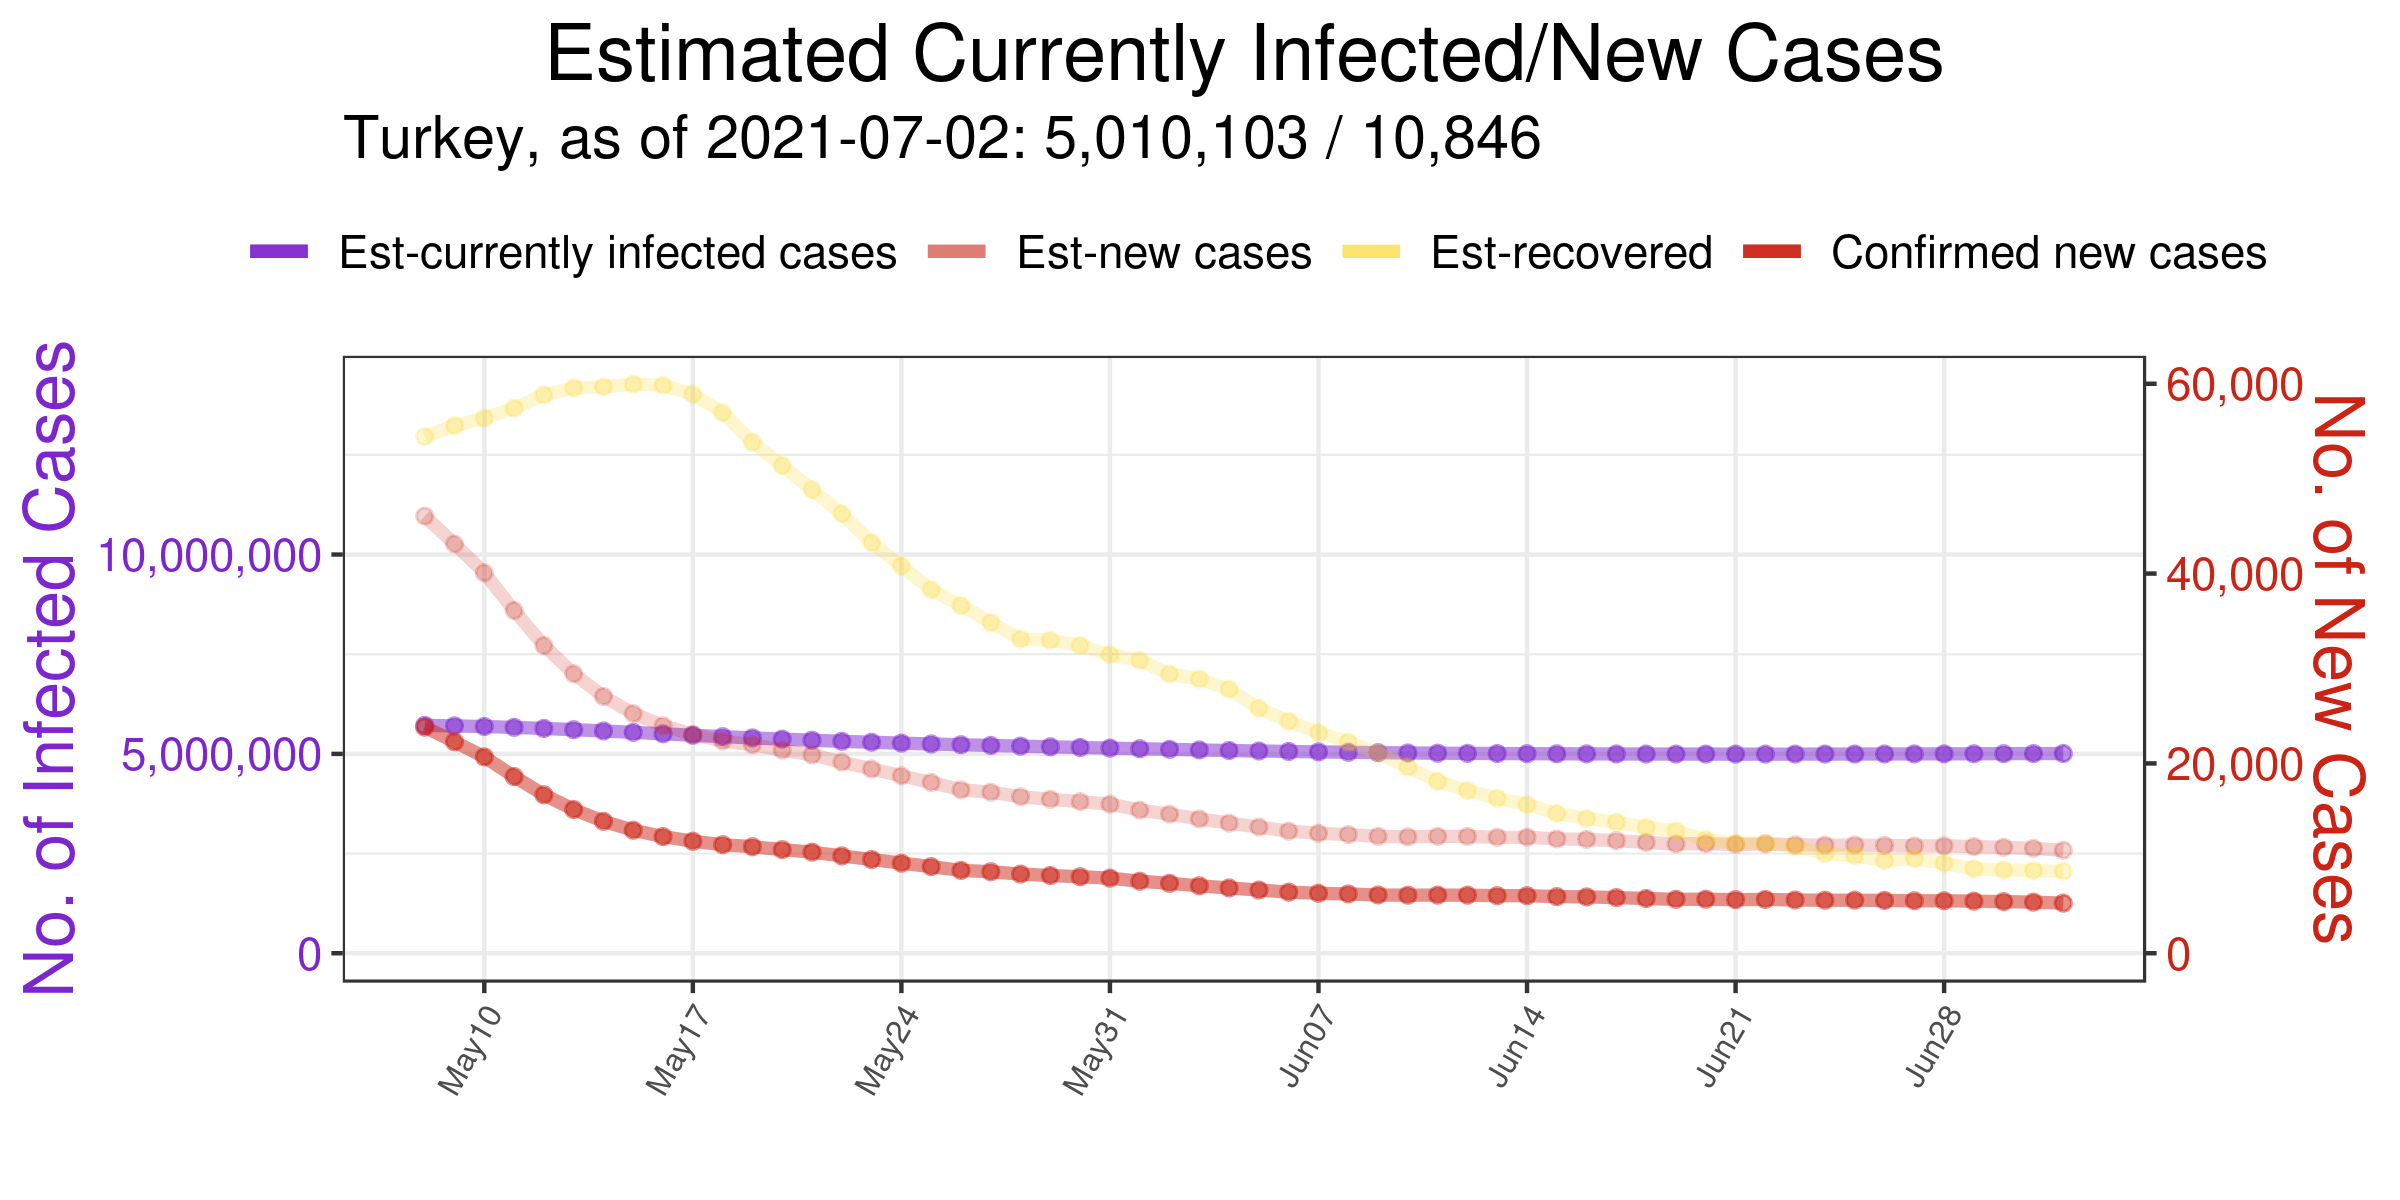 Estimated Currently Infected/New Cases
Turkey, as of 2021-07-02: 5,010,103 / 10,846
Est-currently infected cases Est-new cases Est-recovered Confirmed new cases
No. of Infected Cases
10,000,000
5,000,000
0
60,000
40,000
20,000
0
No. of New Cases
May10 May17 May24 May31 Jun07 Jun14 Jun21 Jun28